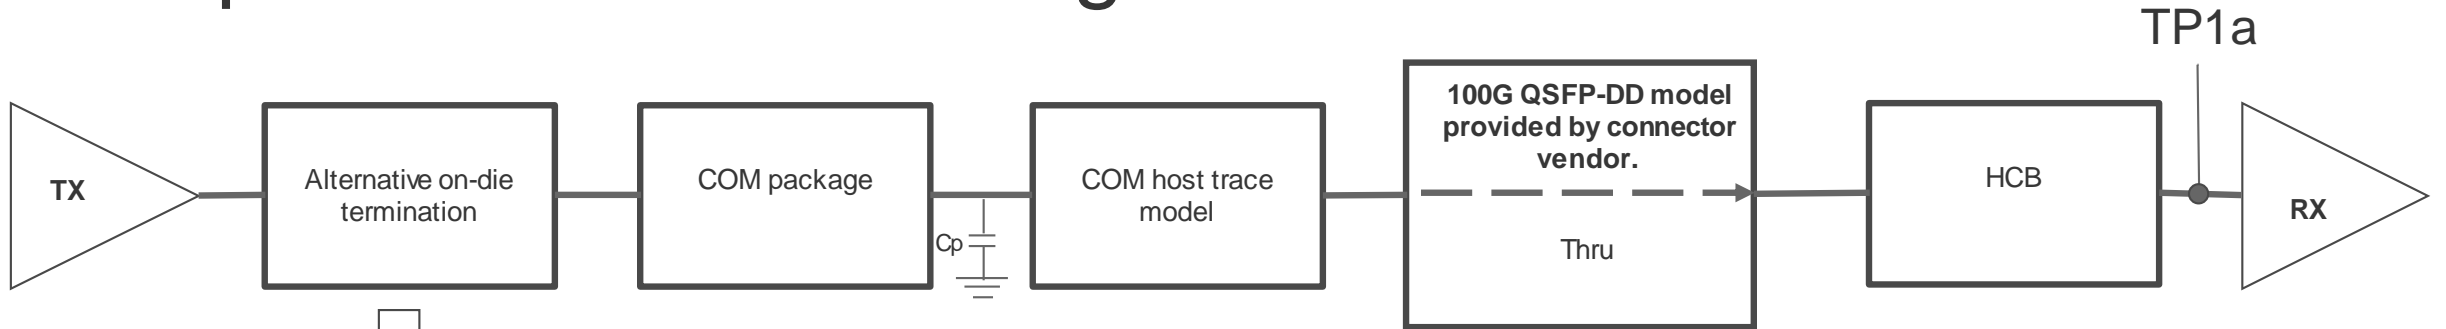 TP1a
TX
Alternative on-die
termination
COM package
Cp
COM host trace
model
100G QSFP-DD model
provided by connector
vendor.
Thru
HCB
RX